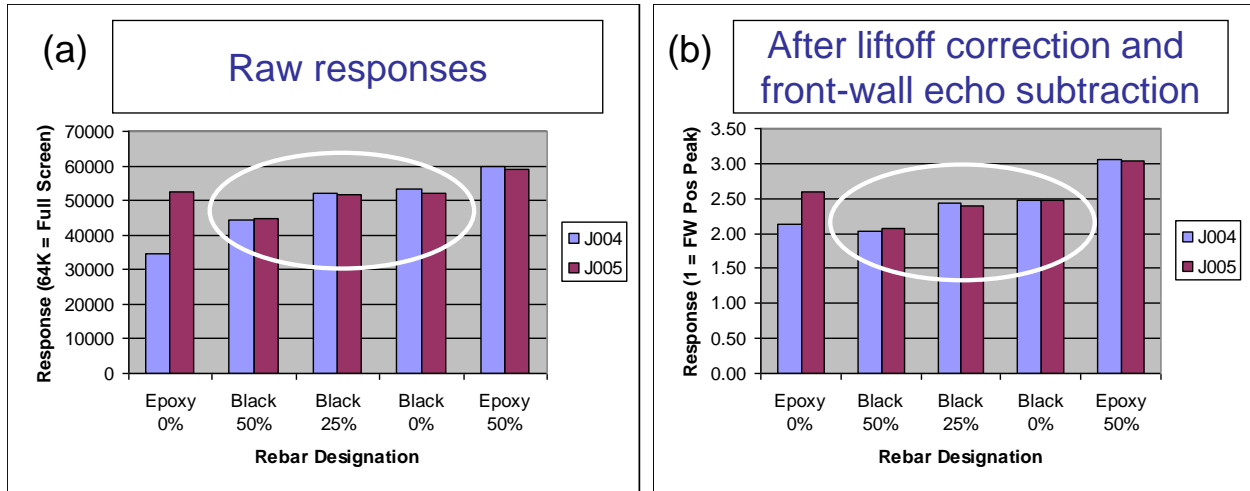 (a)
Raw responses
70000
60000
50000
40000
30000
20000
10000
0
Response (64K = Full Screen)
Epoxy 0%
Black 50%
Black 25%
Black 0%
Epoxy 50%
Rebar Designation
J004
J005
(b)
After liftoff correction and
front-wall echo subtraction
3.50
3.00
2.50
2.00
1.50
1.00
0.50
0.00
Response (1 = FW Pos Peak)
Epoxy 0%
Black 50%
Black 25%
Black 0%
Epoxy 50%
Rebar Designation
J004
J005